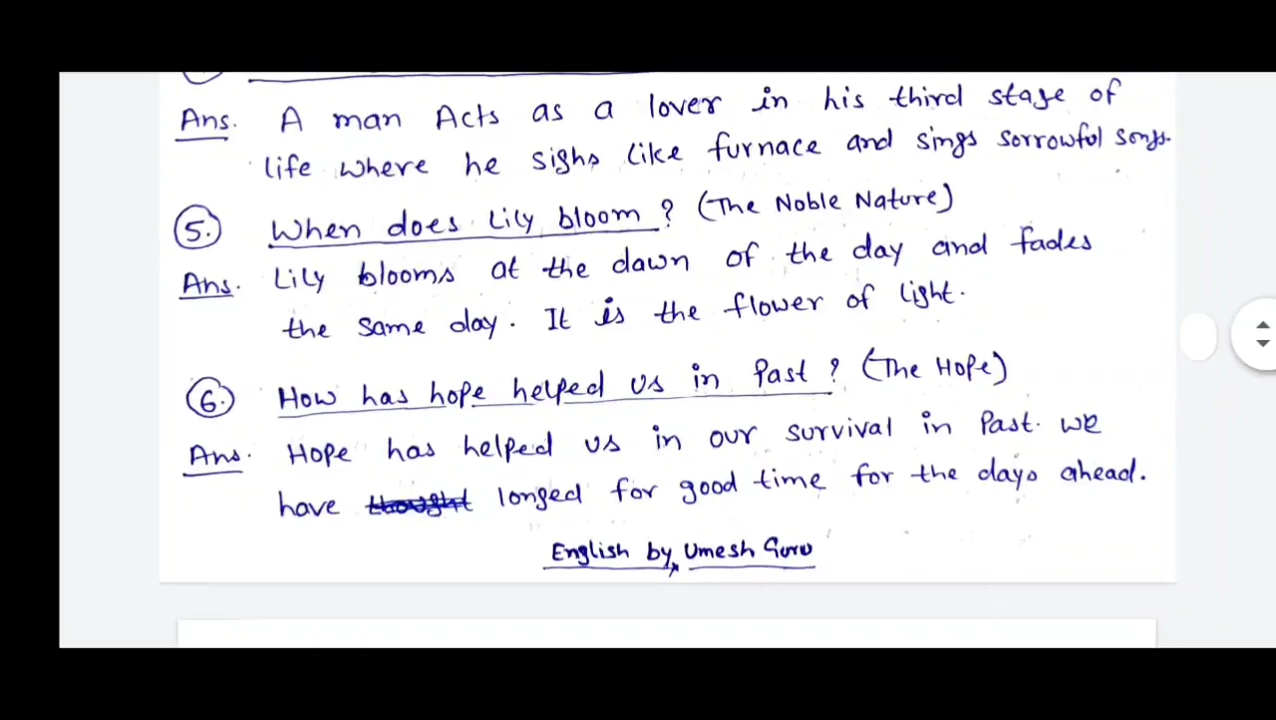 Ans. A man Acts as a lover in his third stage of
life where he sighs like furnace and sings sorrowful songs.
5. When does Lily bloom ? (The Noble Nature)
Ans. Lily blooms at the dawn of the day and fades
the same day. It is the flower of light.
6. How has hope helped us in Past ? (The Hope)
Ans. Hope has helped us in our survival in Past. we
have thought longed for good time for the days ahead.
English by, Umesh Guru